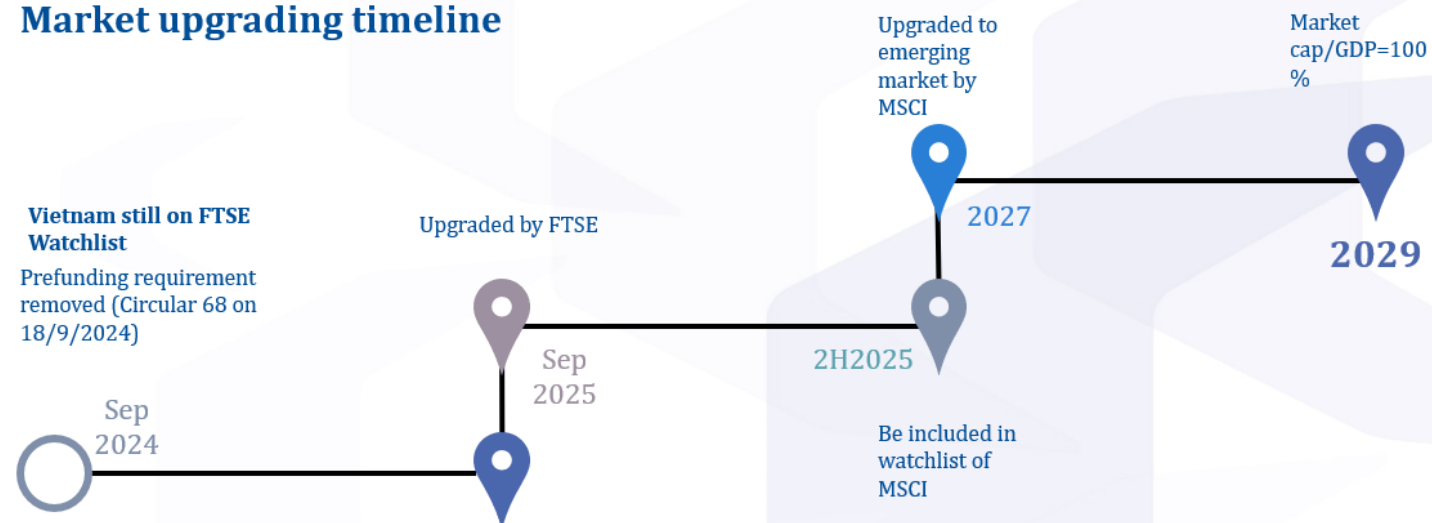 Market upgrading timeline
Vietnam still on FTSE
Watchlist
Prefunding requirement
removed (Circular 68 on
18/9/2024)
Sep
2024
Upgraded by FTSE
Sep
2025
Upgraded to
emerging
market by
MSCI
2027
2H2025
Be included in
watchlist of
MSCI
Market
cap/GDP=100
%
2029